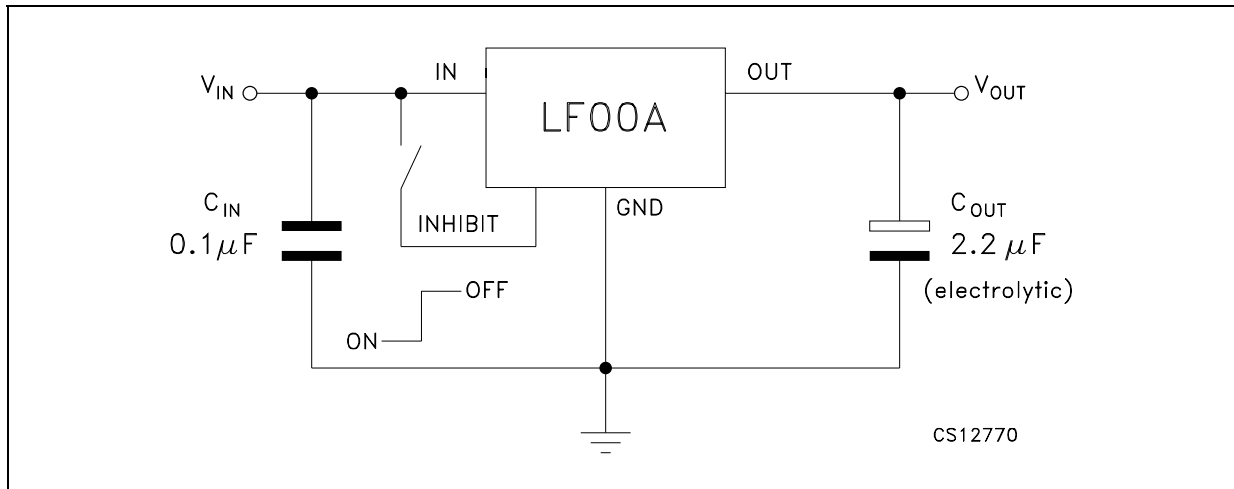 IN
OUT
V_IN
V_OUT
LF00A
C_IN
0.1μF
INHIBIT
GND
C_OUT
2.2 μF
(electrolytic)
OFF
ON
CS12770